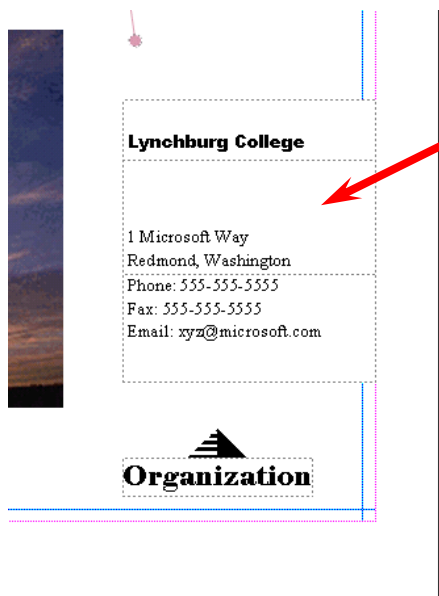 Lynchburg College
1 Microsoft Way
Redmond, Washington
Phone: 555-555-5555
Fax: 555-555-5555
Email: xyz@microsoft.com
Organization